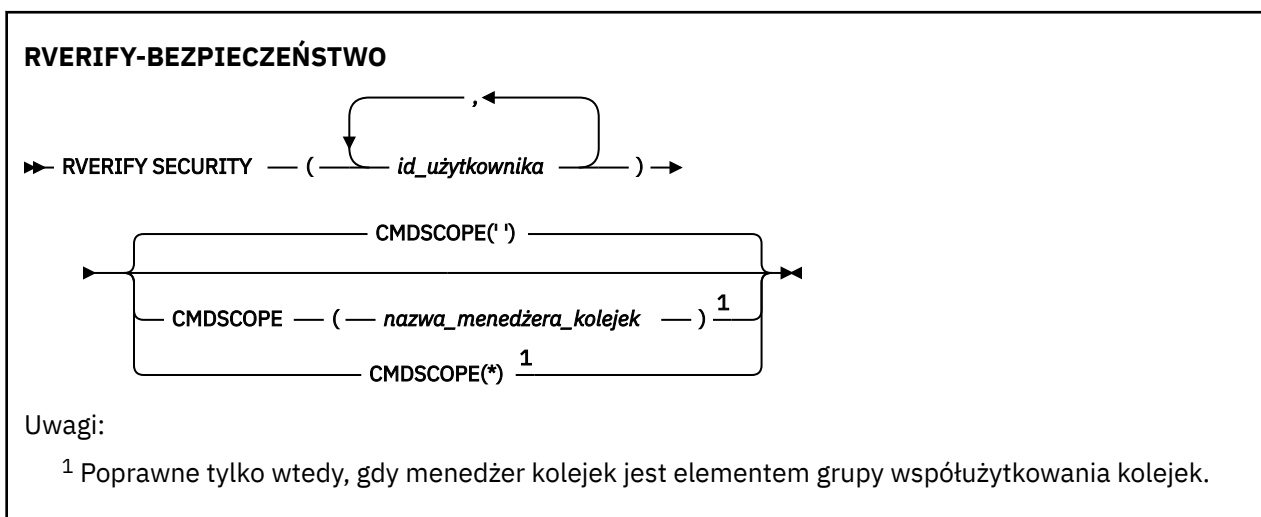 RVERIFY-BEZPIECZEŃSTWO
,
RVERIFY SECURITY ( id_użytkownika )
CMDSCOPE(' ')
CMDSCOPE ( nazwa_menedżera_kolejek ) 1
CMDSCOPE(*) 1
Uwagi:
1 Poprawne tylko wtedy, gdy menedżer kolejek jest elementem grupy współużytkowania kolejek.